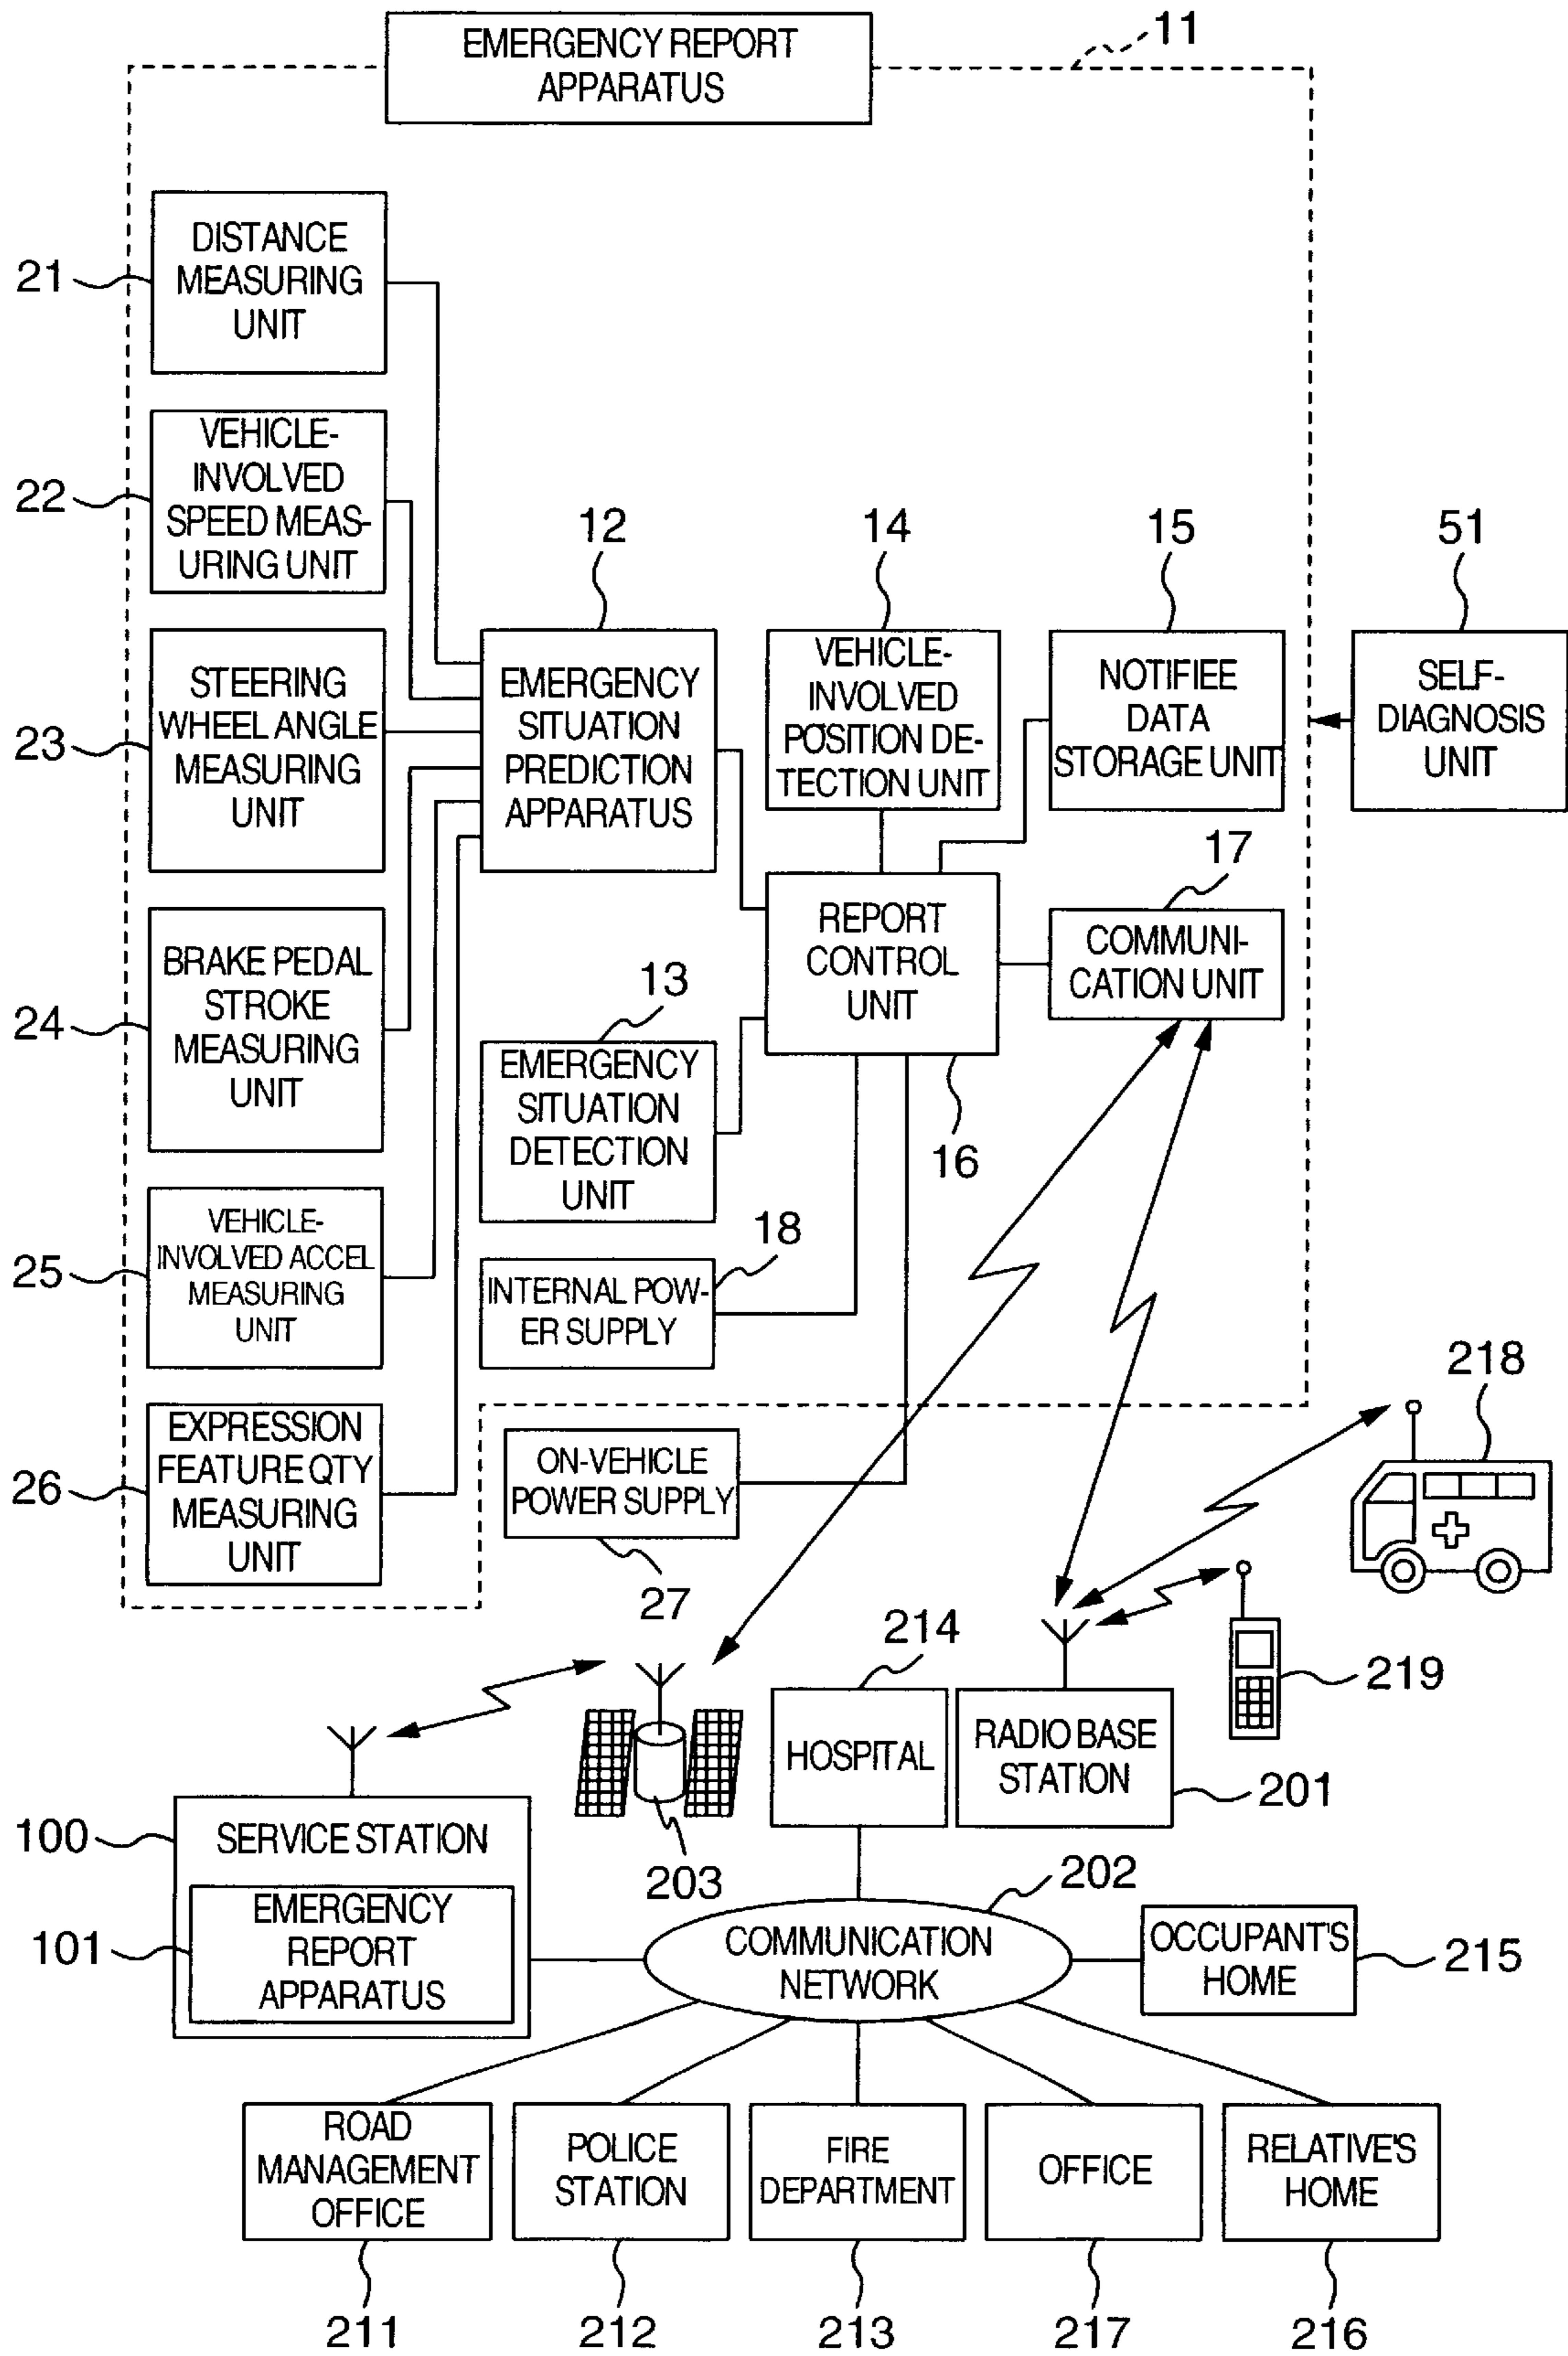 EMERGENCY REPORT
APPARATUS
11
DISTANCE
MEASURING
UNIT
21
VEHICLE-
INVOLVED
SPEED MEAS-
URING UNIT
22
STEERING
WHEEL ANGLE
MEASURING
UNIT
23
BRAKE PEDAL
STROKE
MEASURING
UNIT
24
VEHICLE-
INVOLVED ACCEL
MEASURING
UNIT
25
EXPRESSION
FEATURE QTY
MEASURING
UNIT
26
12
EMERGENCY
SITUATION
PREDICTION
APPARATUS
14
VEHICLE-
INVOLVED
POSITION DE-
TECTION UNIT
15
NOTIFIEE
DATA
STORAGE UNIT
51
SELF-
DIAGNOSIS
UNIT
REPORT
CONTROL
UNIT
16
17
COMMUNI-
CATION UNIT
13
EMERGENCY
SITUATION
DETECTION
UNIT
18
INTERNAL POW-
ER SUPPLY
ON-VEHICLE
POWER SUPPLY
27
218
219
214
HOSPITAL
RADIO BASE
STATION
201
203
100
SERVICE STATION
101
EMERGENCY
REPORT
APPARATUS
202
COMMUNICATION
NETWORK
OCCUPANT'S
HOME
215
ROAD
MANAGEMENT
OFFICE
POLICE
STATION
FIRE
DEPARTMENT
OFFICE
RELATIVE'S
HOME
211
212
213
217
216